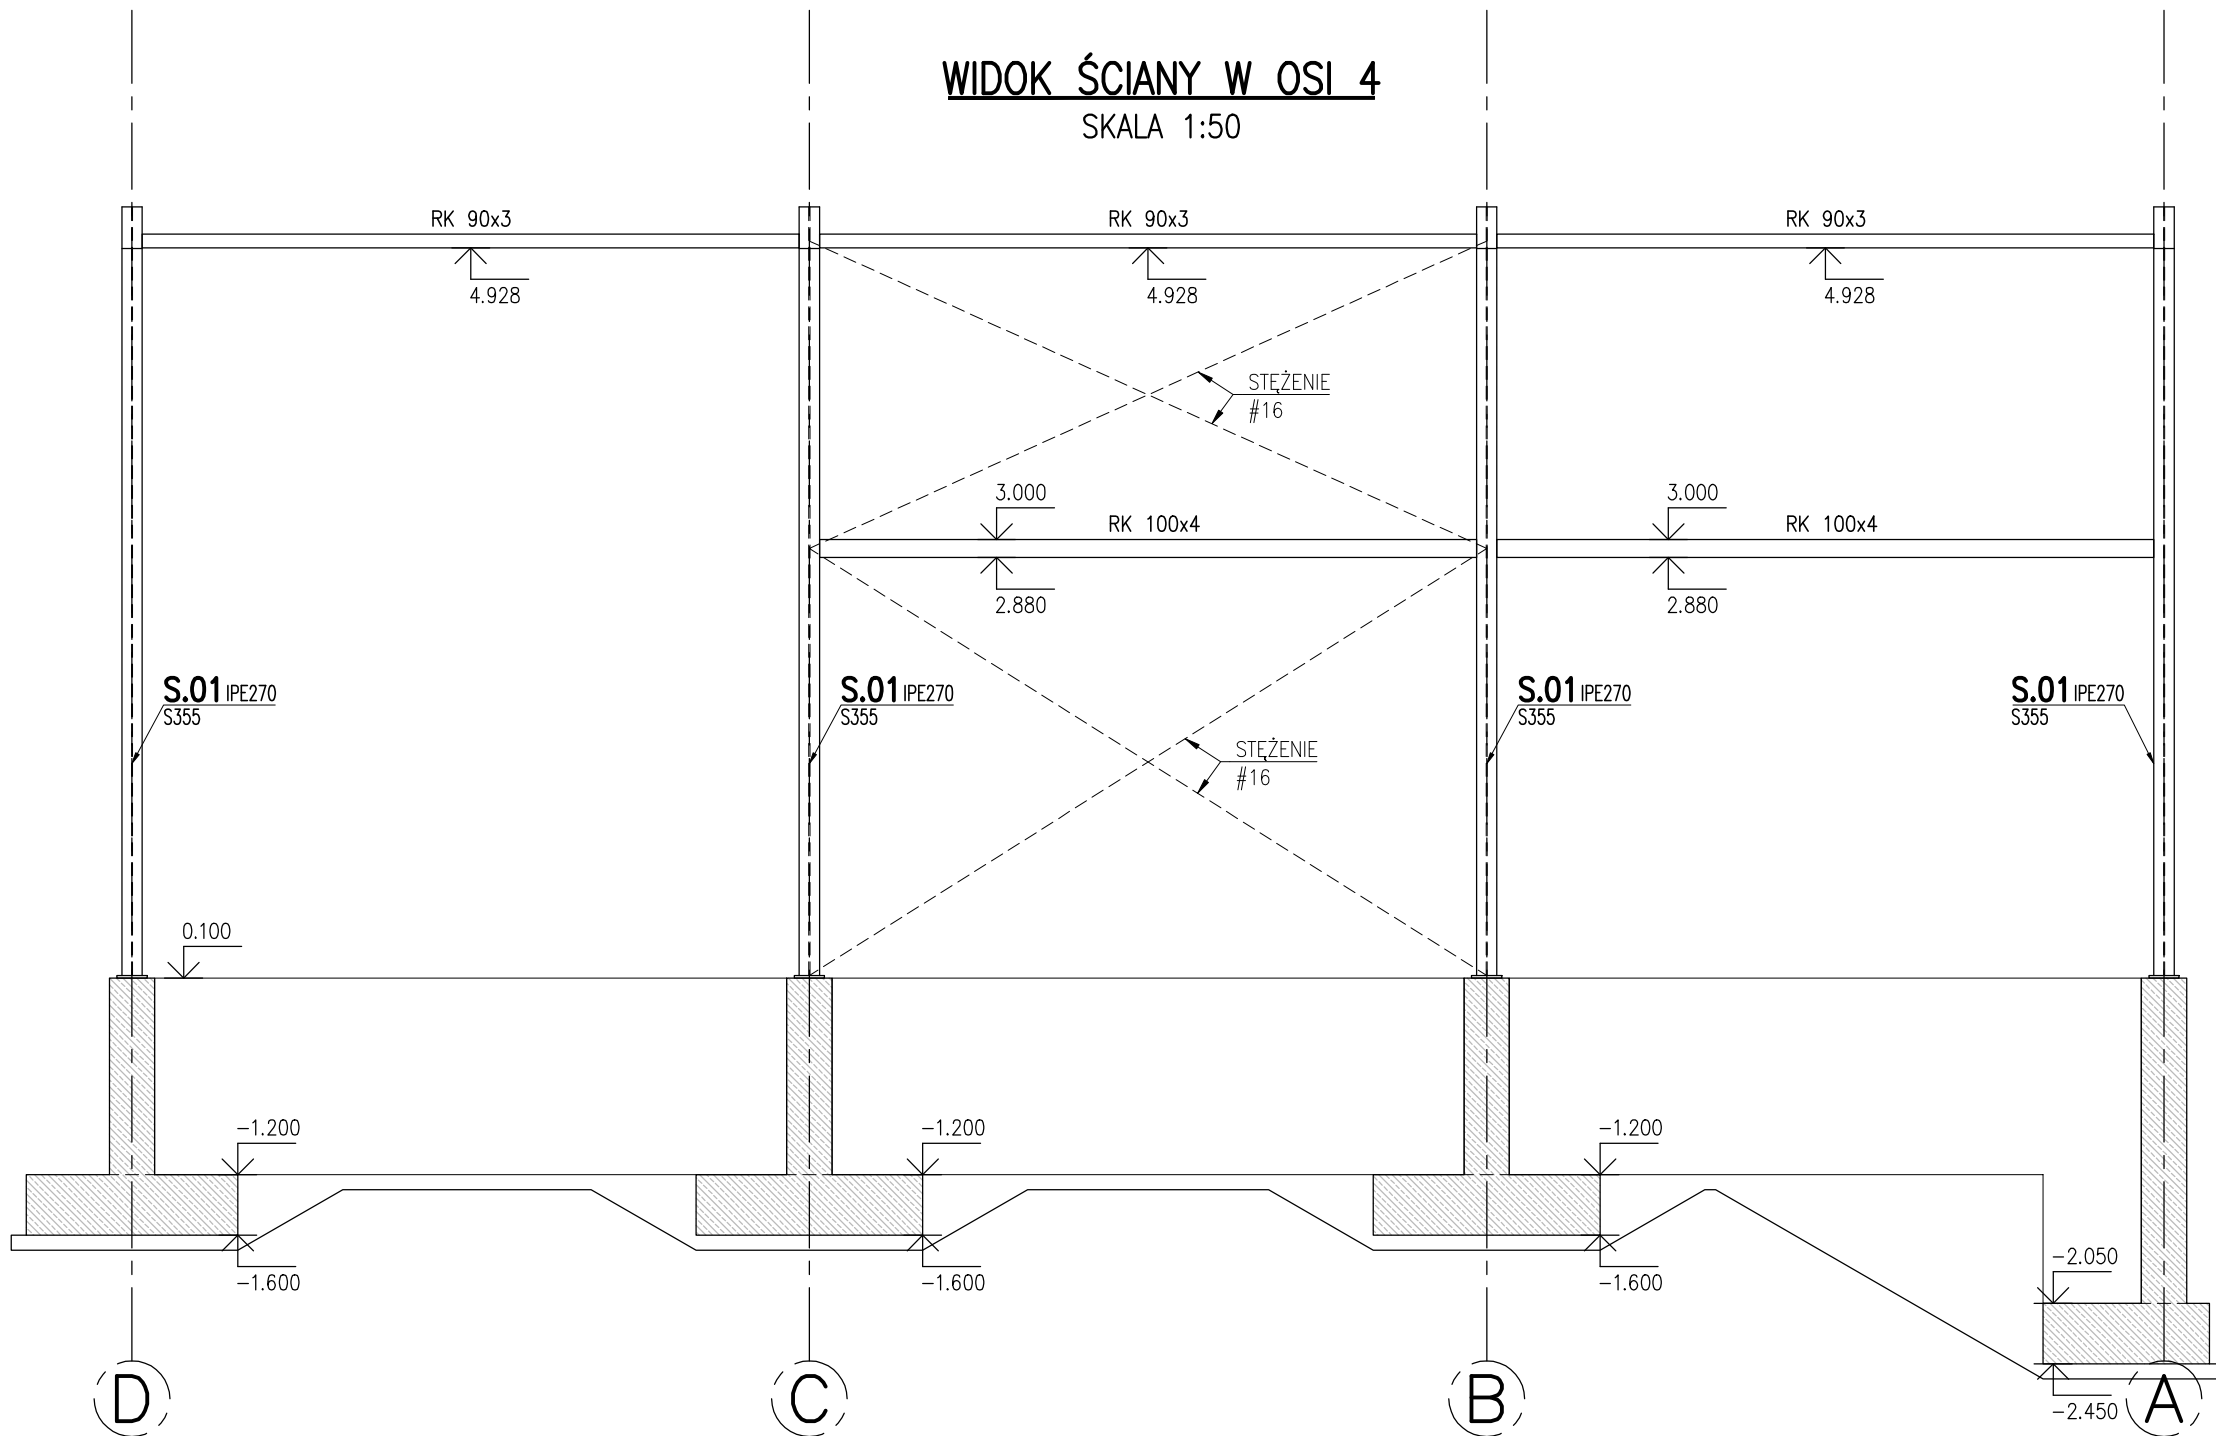 WIDOK ŚCIANY W OSI 4
SKALA 1:50
RK 90x3
RK 90x3
RK 90x3
4.928
4.928
4.928
STĘŻENIE
#16
3.000
3.000
RK 100x4
RK 100x4
2.880
2.880
S.01 IPE270
S355
S.01 IPE270
S355
S.01 IPE270
S355
S.01 IPE270
S355
STĘŻENIE
#16
0.100
-1.200
-1.200
-1.200
-1.600
-1.600
-1.600
-2.050
-2.450
D
C
B
A